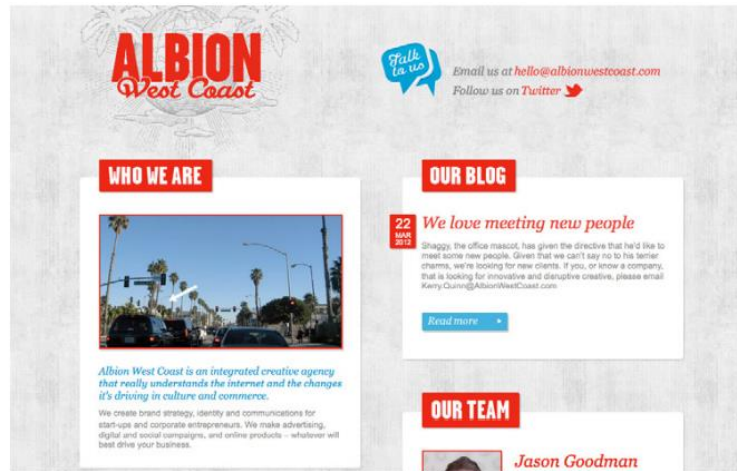 ALBION
West Coast
Talk
to us
Email us at hello@albionwestcoast.com
Follow us on Twitter
WHO WE ARE
Albion West Coast is an integrated creative agency
that really understands the internet and the changes
it's driving in culture and commerce.
We create brand strategy, identity and communications for
start-ups and corporate entrepreneurs. We make advertising,
digital and social campaigns, and online products – whatever will
best drive your business.
OUR BLOG
22
MAR
2012
We love meeting new people
Shaggy, the office mascot, has given the directive that he'd like to
meet some new people. Given that we can't say no to his terrier
charms, we're looking for new clients. If you, or know a company,
that is looking for innovative and disruptive creative, please email
Kerry.Quinn@AlbionWestCoast.com
Read more
OUR TEAM
Jason Goodman